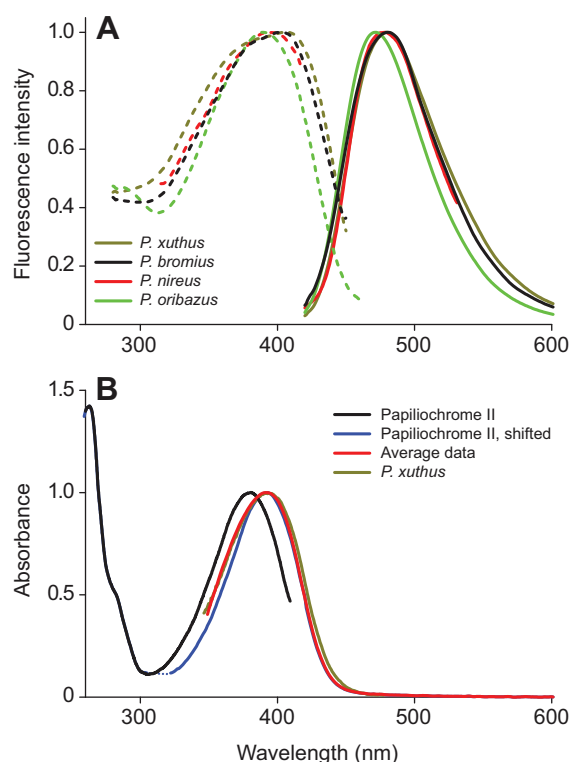 A
Fluorescence intensity
1.0
0.8
0.6
0.4
0.2
0
P. xuthus
P. bromius
P. nireus
P. oribazus
300 400 500 600
B
Absorbance
1.5
1.0
0.5
0
Papiliochrome II
Papiliochrome II, shifted
Average data
P. xuthus
300 400 500 600
Wavelength (nm)